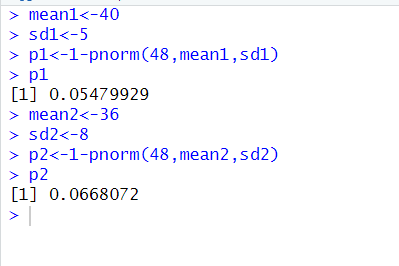 > mean1<-40
> sd1<-5
> p1<-1-pnorm(48,mean1,sd1)
> p1
[1] 0.05479929
> mean2<-36
> sd2<-8
> p2<-1-pnorm(48,mean2,sd2)
> p2
[1] 0.0668072
>